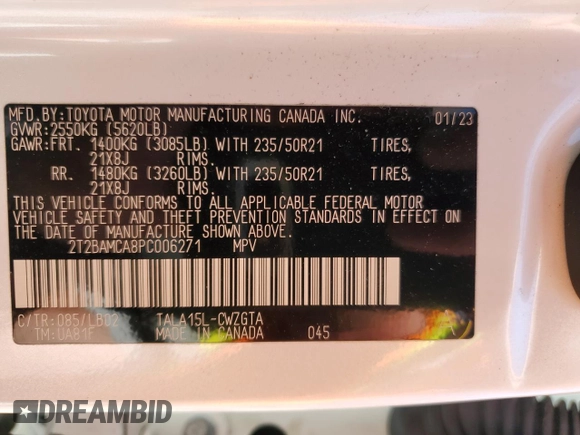 MFD.BY:TOYOTA MOTOR MANUFACTURING CANADA INC. 01/23
GVWR:2550KG (5620LB)
GAWR:FRT. 1400KG (3085LB) WITH 235/50R21 TIRES,
21X8J RIMS.
RR. 1480KG (3260LB) WITH 235/50R21 TIRES,
21X8J RIMS.
THIS VEHICLE CONFORMS TO ALL APPLICABLE FEDERAL MOTOR
VEHICLE SAFETY AND THEFT PREVENTION STANDARDS IN EFFECT
ON THE DATE OF MANUFACTURE SHOWN ABOVE.
2T2BAMCA8PC006271 MPV
C/TR:085/LB02 TALA15L-CWZGTA
TM:UA81F MADE IN CANADA 045
DREAMBID